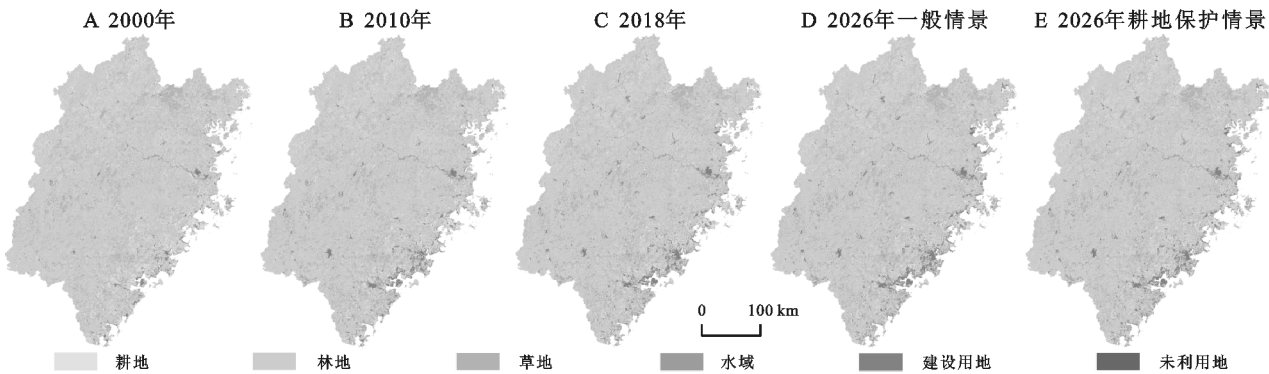 A 2000年
B 2010年
C 2018年
D 2026年一般情景
E 2026年耕地保护情景
0 100 km
耕地
林地
草地
水域
建设用地
未利用地